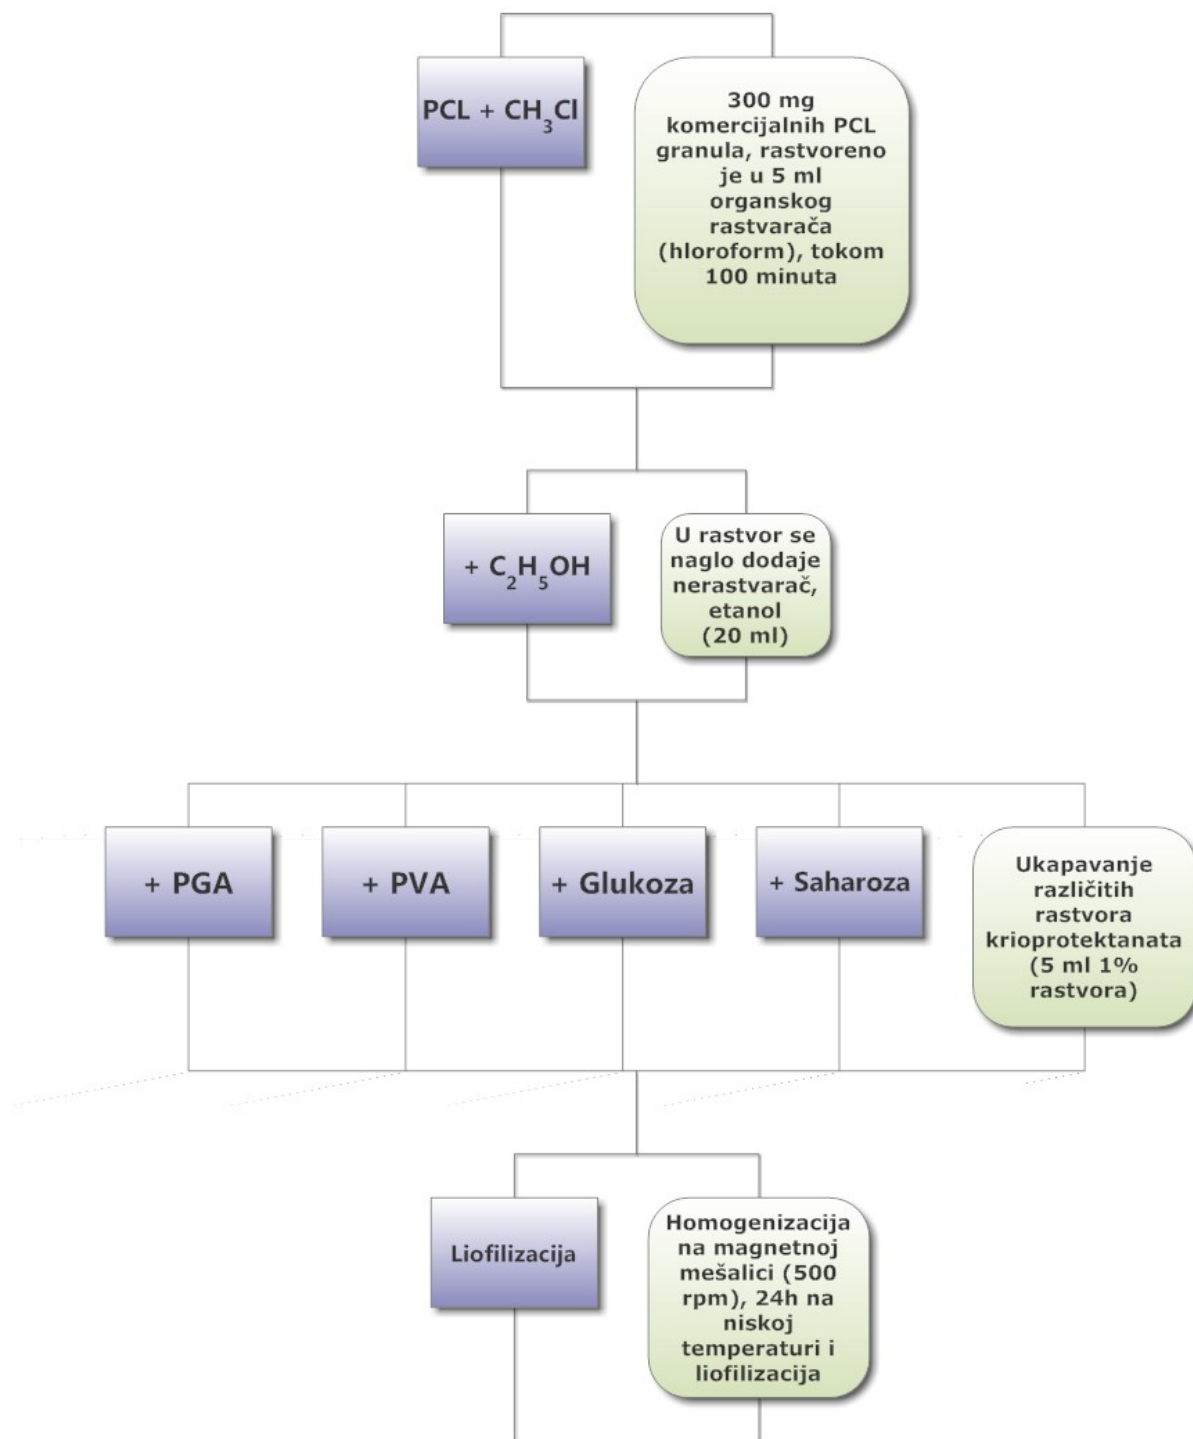 PCL + CH₃Cl
300 mg
komercijalnih PCL
granula, rastvoreno
je u 5 ml
organskog
rastvarača
(hloroform), tokom
100 minuta
+ C₂H₅OH
U rastvor se
naglo dodaje
nerastvarač,
etanol
(20 ml)
+ PGA
+ PVA
+ Glukoza
+ Saharoza
Ukapavanje
različitih
rastvora
krioprotektanata
(5 ml 1%
rastvora)
Liofilizacija
Homogenizacija
na magnetnoj
mešalici (500
rpm), 24h na
niskoj
temperaturi i
liofilizacija